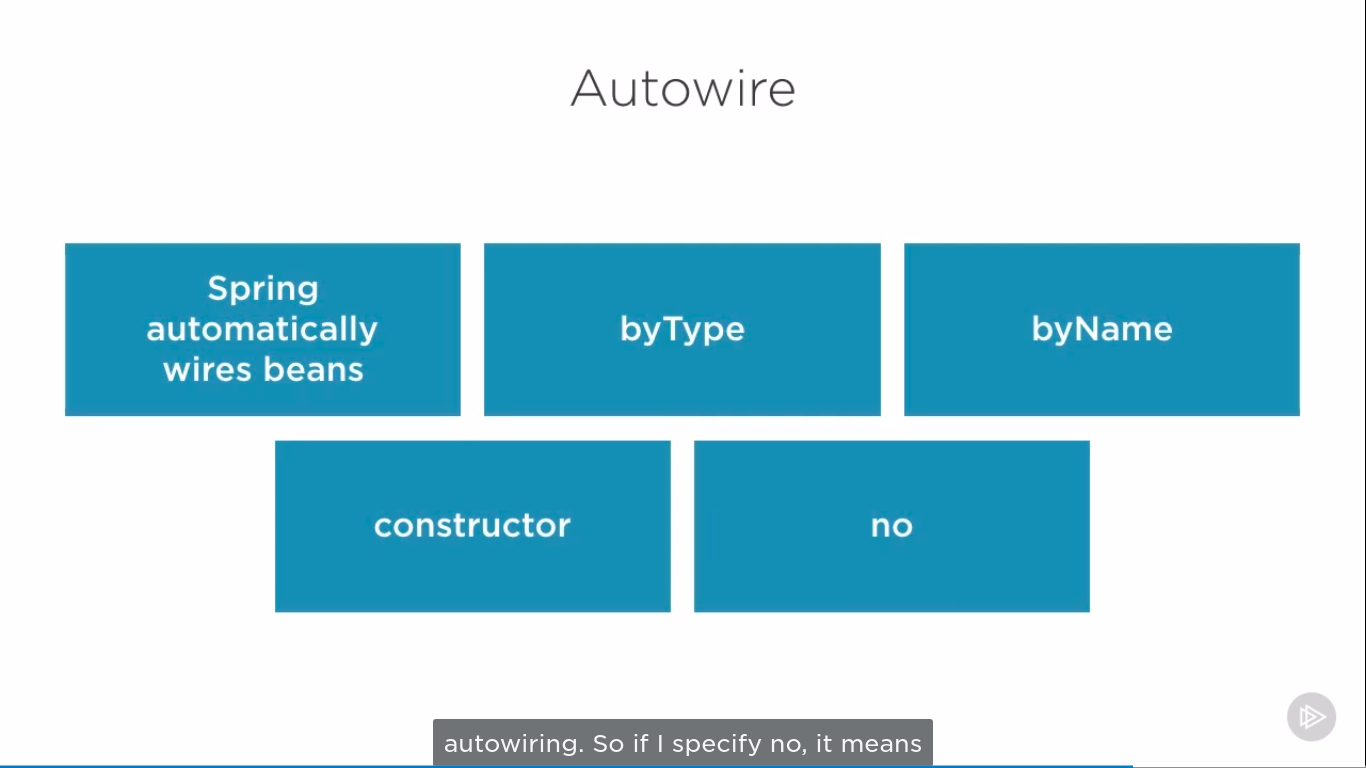 Autowire
Spring
automatically
wires beans
byType
byName
constructor
no
autowiring. So if I specify no, it means